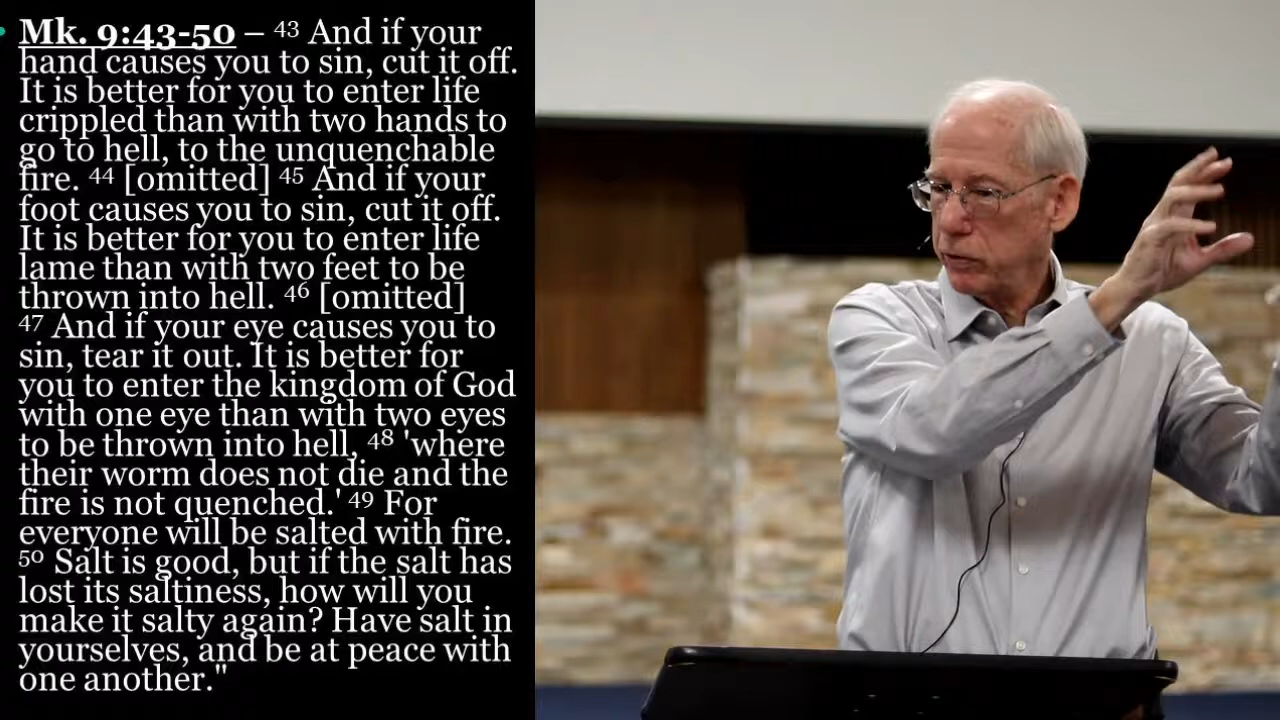 • Mk. 9:43-50 – 43 And if your
hand causes you to sin, cut it off.
It is better for you to enter life
crippled than with two hands to
go to hell, to the unquenchable
fire. 44 [omitted] 45 And if your
foot causes you to sin, cut it off.
It is better for you to enter life
lame than with two feet to be
thrown into hell. 46 [omitted]
47 And if your eye causes you to
sin, tear it out. It is better for
you to enter the kingdom of God
with one eye than with two eyes
to be thrown into hell, 48 'where
their worm does not die and the
fire is not quenched.' 49 For
everyone will be salted with fire.
50 Salt is good, but if the salt has
lost its saltiness, how will you
make it salty again? Have salt in
yourselves, and be at peace with
one another."